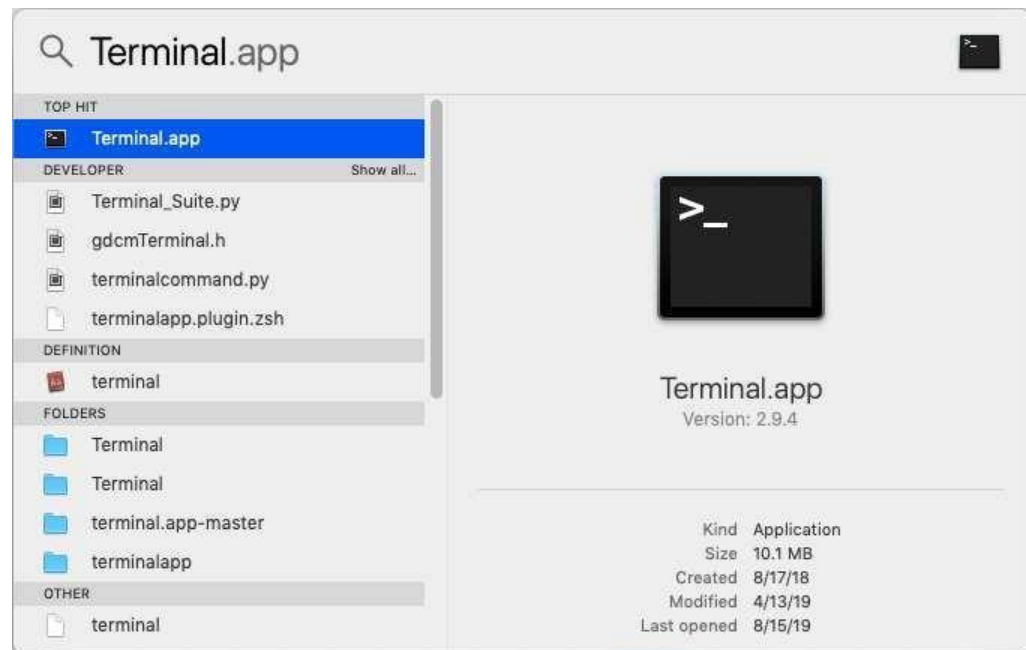 Terminal.app
TOP HIT
Terminal.app
DEVELOPER Show all...
Terminal_Suite.py
gdcmTerminal.h
terminalcommand.py
terminalapp.plugin.zsh
DEFINITION
terminal
FOLDERS
Terminal
Terminal
terminal.app-master
terminalapp
OTHER
terminal
>_
Terminal.app
Version: 2.9.4
Kind Application
Size 10.1 MB
Created 8/17/18
Modified 4/13/19
Last opened 8/15/19